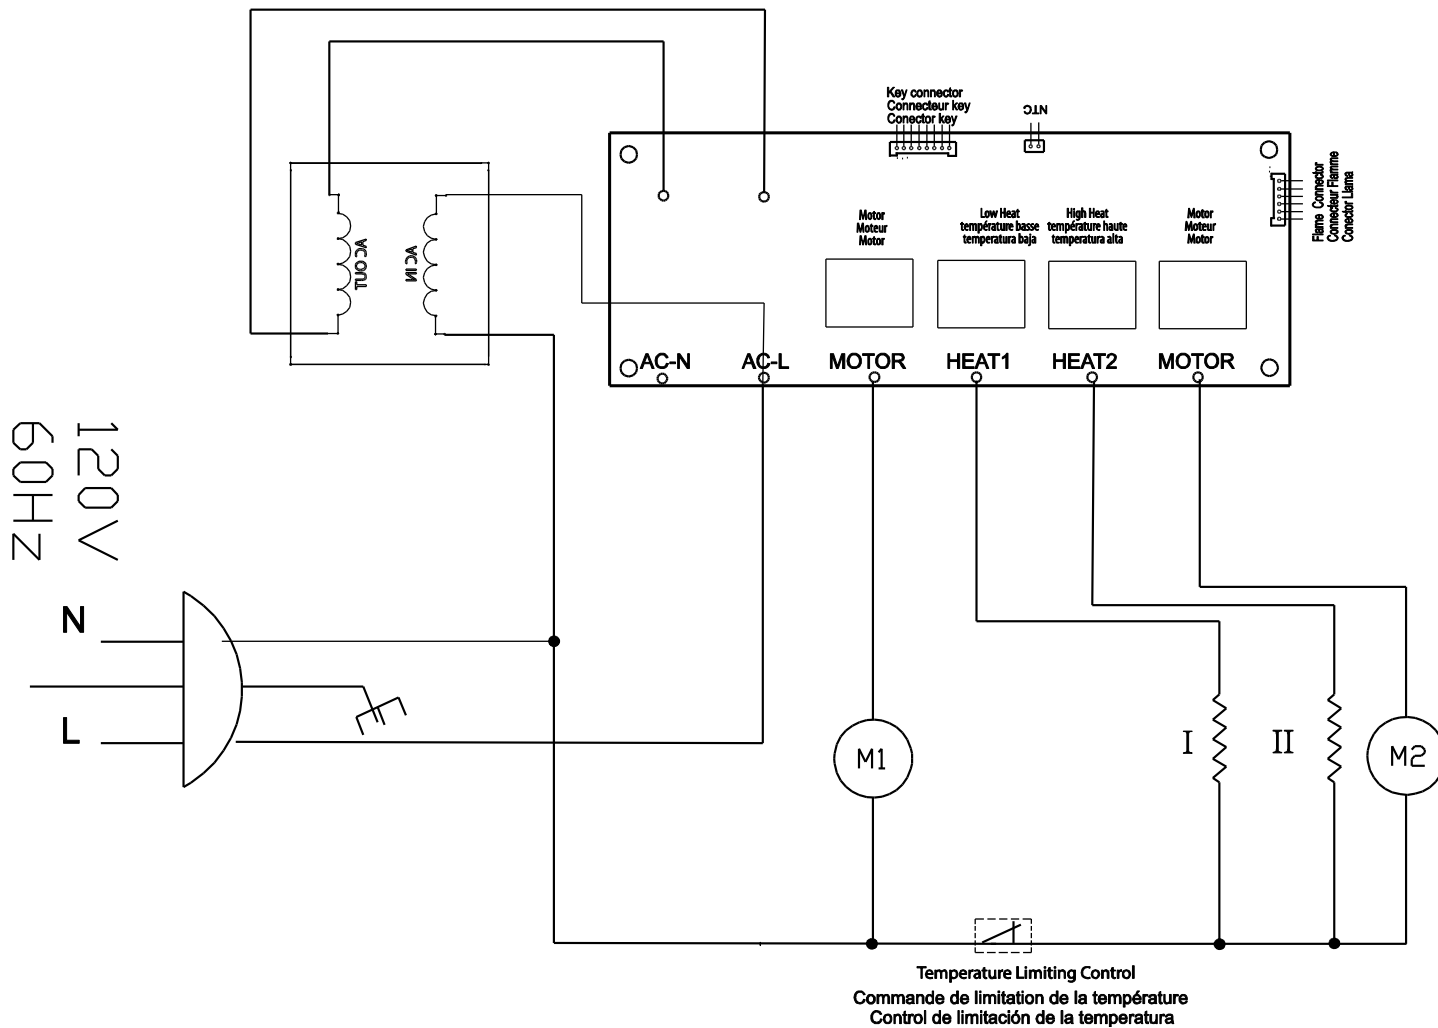 Key connector
Connecteur key
Conector key
NTC
Flame Connector
Connecteur Flamme
Conector Llama
Motor
Moteur
Motor
Low Heat
température basse
temperatura baja
High Heat
température haute
temperatura alta
Motor
Moteur
Motor
AC OUT
AC IN
AC-N
AC-L
MOTOR
HEAT1
HEAT2
MOTOR
120V
60Hz
N
L
M1
I
II
M2
Temperature Limiting Control
Commande de limitation de la température
Control de limitación de la temperatura